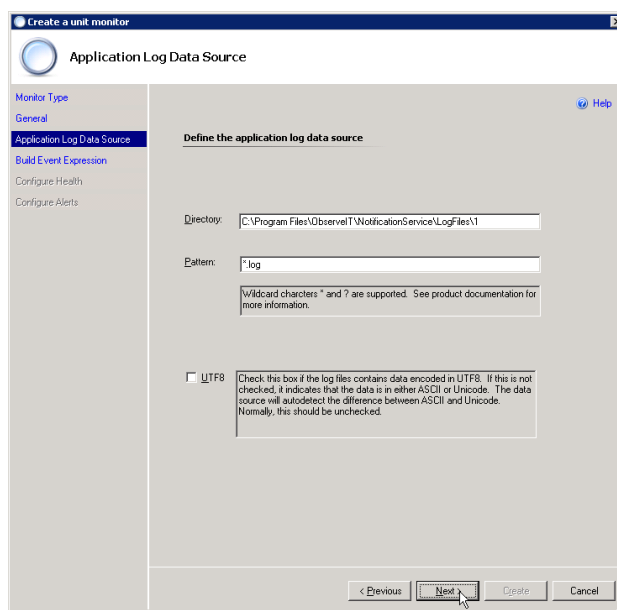 Create a unit monitor
Application Log Data Source
Monitor Type
General
Application Log Data Source
Build Event Expression
Configure Health
Configure Alerts
Help
Define the application log data source
Directory:
C:\Program Files\ObserveIT\NotificationService\LogFiles\1
Pattern:
*.log
Wildcard charcters * and ? are supported. See product documentation for
more information.
UTF8
Check this box if the log files contains data encoded in UTF8. If this is not
checked, it indicates that the data is in either ASCII or Unicode. The data
source will autodetect the difference between ASCII and Unicode.
Normally, this should be unchecked.
< Previous
Next >
Create
Cancel